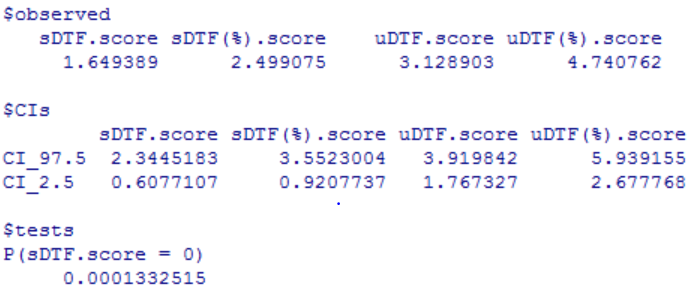 $observed
sDTF.score sDTF(%).score uDTF.score uDTF(%).score
1.649389 2.499075 3.128903 4.740762
$CIs
sDTF.score sDTF(%).score uDTF.score uDTF(%).score
CI_97.5 2.3445183 3.5523004 3.919842 5.939155
CI_2.5 0.6077107 0.9207737 1.767327 2.677768
$tests
P(sDTF.score = 0)
0.0001332515